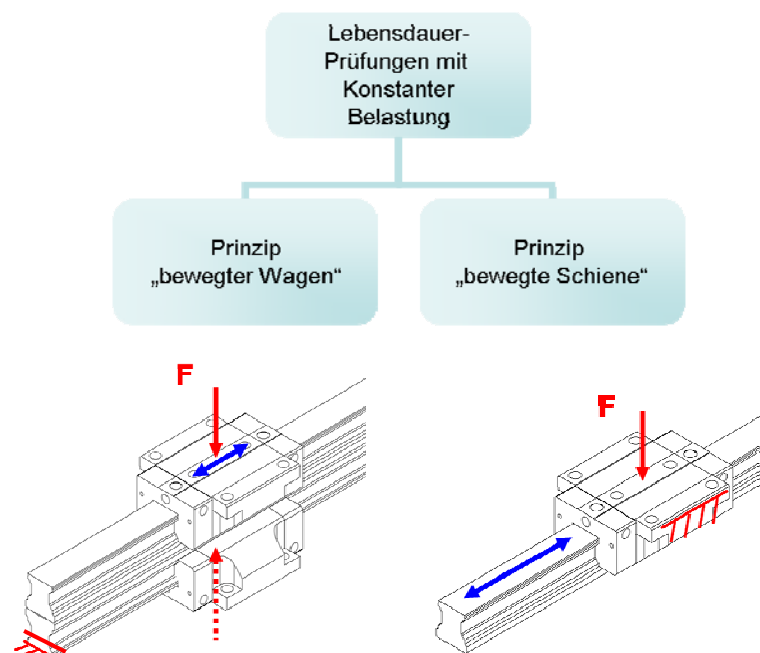 Lebensdauer-
Prüfungen mit
Konstanter
Belastung
Prinzip
„bewegter Wagen“
Prinzip
„bewegte Schiene“
F
F